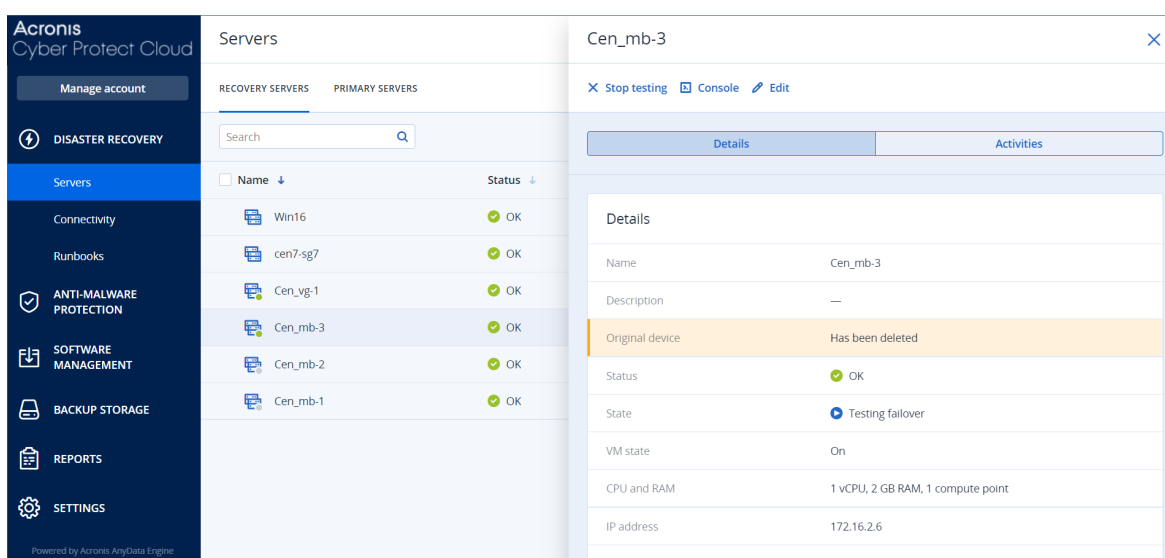 Acronis
Cyber Protect Cloud
Manage account
DISASTER RECOVERY
Servers
Connectivity
Runbooks
ANTI-MALWARE
PROTECTION
SOFTWARE
MANAGEMENT
BACKUP STORAGE
REPORTS
SETTINGS
Powered by Acronis AnyData Engine
Servers
RECOVERY SERVERS PRIMARY SERVERS
Search
Name Status
Win16 OK
cen7-sg7 OK
Cen_vg-1 OK
Cen_mb-3 OK
Cen_mb-2 OK
Cen_mb-1 OK
Cen_mb-3
Stop testing Console Edit
Details Activities
Details
Name Cen_mb-3
Description —
Original device Has been deleted
Status OK
State Testing failover
VM state On
CPU and RAM 1 vCPU, 2 GB RAM, 1 compute point
IP address 172.16.2.6